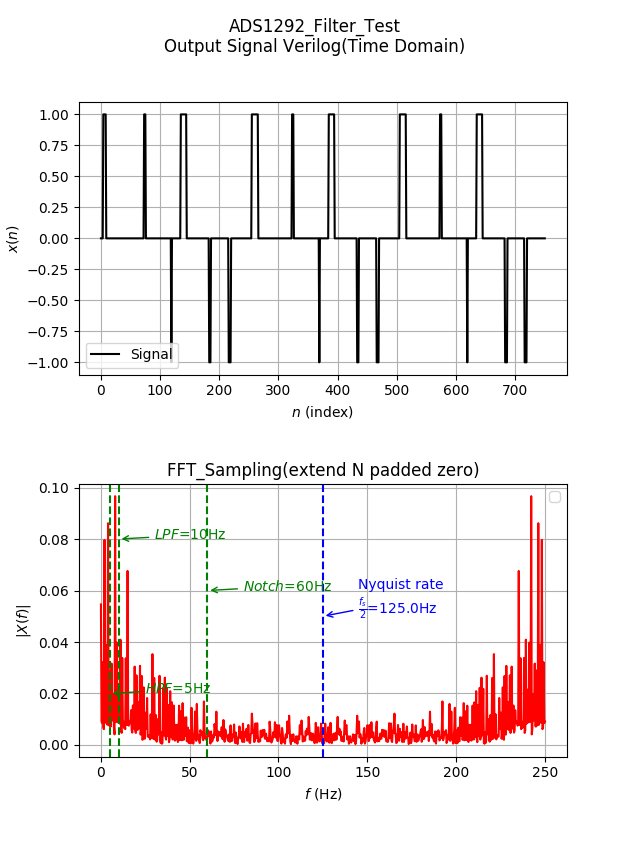 ADS1292_Filter_Test
Output Signal Verilog(Time Domain)
1.00
0.75
0.50
0.25
0.00
−0.25
−0.50
−0.75
−1.00
x(n)
Signal
0 100 200 300 400 500 600 700
n (index)
FFT_Sampling(extend N padded zero)
0.10
0.08
0.06
0.04
0.02
0.00
|X(f)|
LPF=10Hz
Notch=60Hz
Nyquist rate
fs/2=125.0Hz
HPF=5Hz
0 50 100 150 200 250
f (Hz)